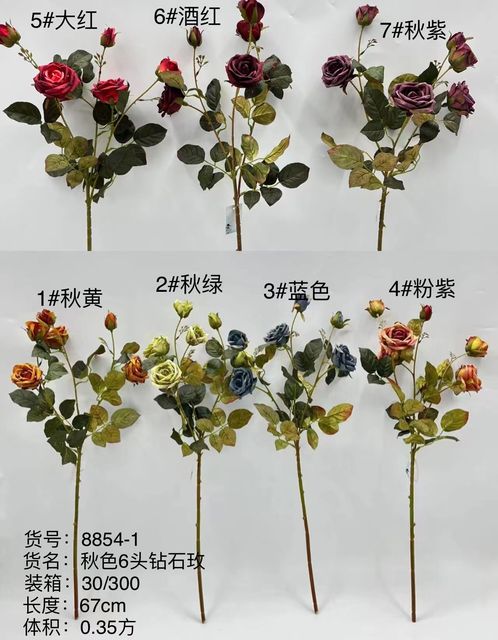 5#大红
6#酒红
7#秋紫
1#秋黄
2#秋绿
3#蓝色
4#粉紫
货号：8854-1
货名：秋色6头钻石玫
装箱：30/300
长度：67cm
体积：0.35方